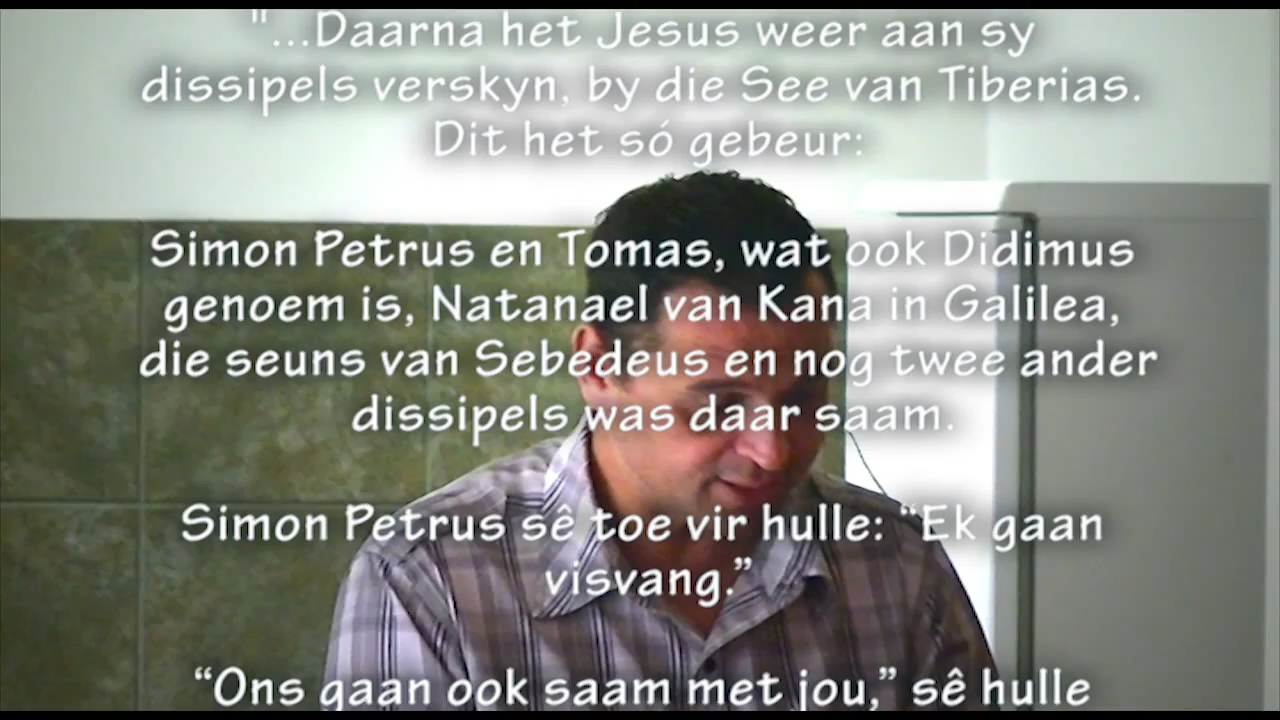 "...Daarna het Jesus weer aan sy
dissipels verskyn, by die See van Tiberias.
Dit het só gebeur:
Simon Petrus en Tomas, wat ook Didimus
genoem is, Natanael van Kana in Galilea,
die seuns van Sebedeus en nog twee ander
dissipels was daar saam.
Simon Petrus sê toe vir hulle: “Ek gaan
visvang.”
“Ons gaan ook saam met jou,” sê hulle